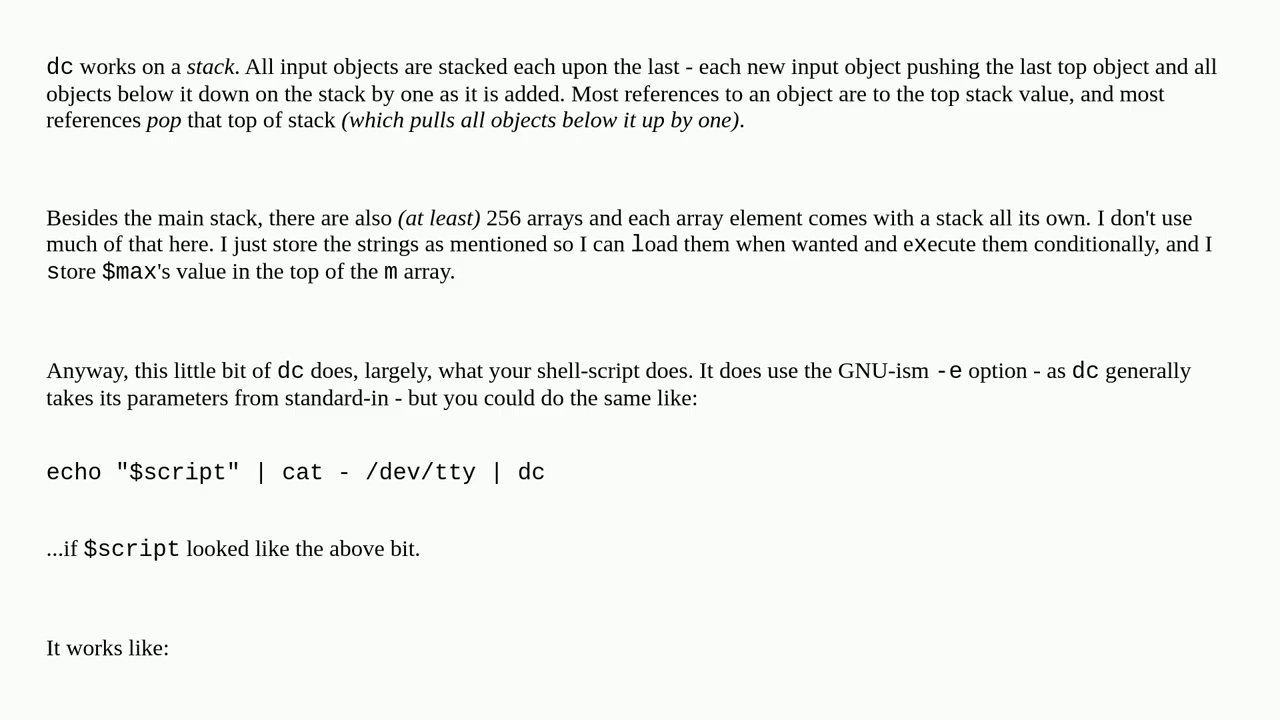 dc works on a stack. All input objects are stacked each upon the last - each new input object pushing the last top object and all
objects below it down on the stack by one as it is added. Most references to an object are to the top stack value, and most
references pop that top of stack (which pulls all objects below it up by one).
Besides the main stack, there are also (at least) 256 arrays and each array element comes with a stack all its own. I don't use
much of that here. I just store the strings as mentioned so I can load them when wanted and execute them conditionally, and I
store $max's value in the top of the m array.
Anyway, this little bit of dc does, largely, what your shell-script does. It does use the GNU-ism -e option - as dc generally
takes its parameters from standard-in - but you could do the same like:
echo "$script" | cat - /dev/tty | dc
...if $script looked like the above bit.
It works like: